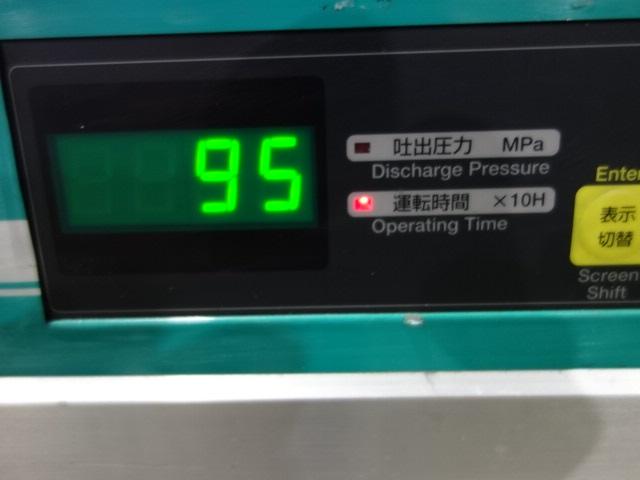 95
吐出圧力 MPa
Discharge Pressure
運転時間 ×10H
Operating Time
Enter
表示
切替
Screen
Shift